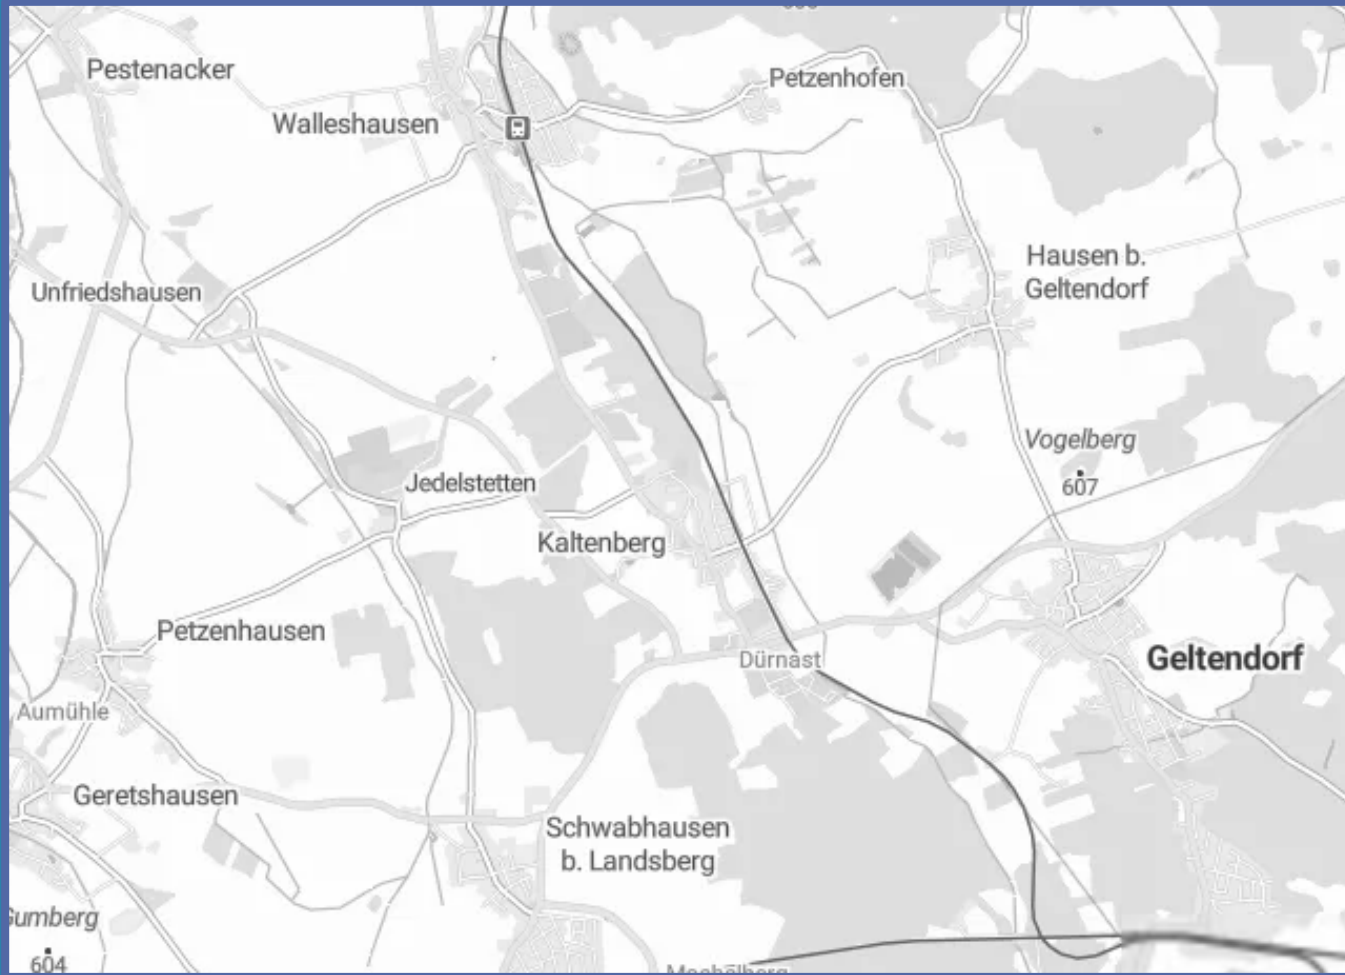 Pestenacker
Petzenhofen
Walleshausen
Hausen b.
Geltendorf
Unfriedshausen
Vogelberg
607
Jedelstetten
Kaltenberg
Petzenhausen
Dürnast
Geltendorf
Aumühle
Geretshausen
Schwabhausen
b. Landsberg
604